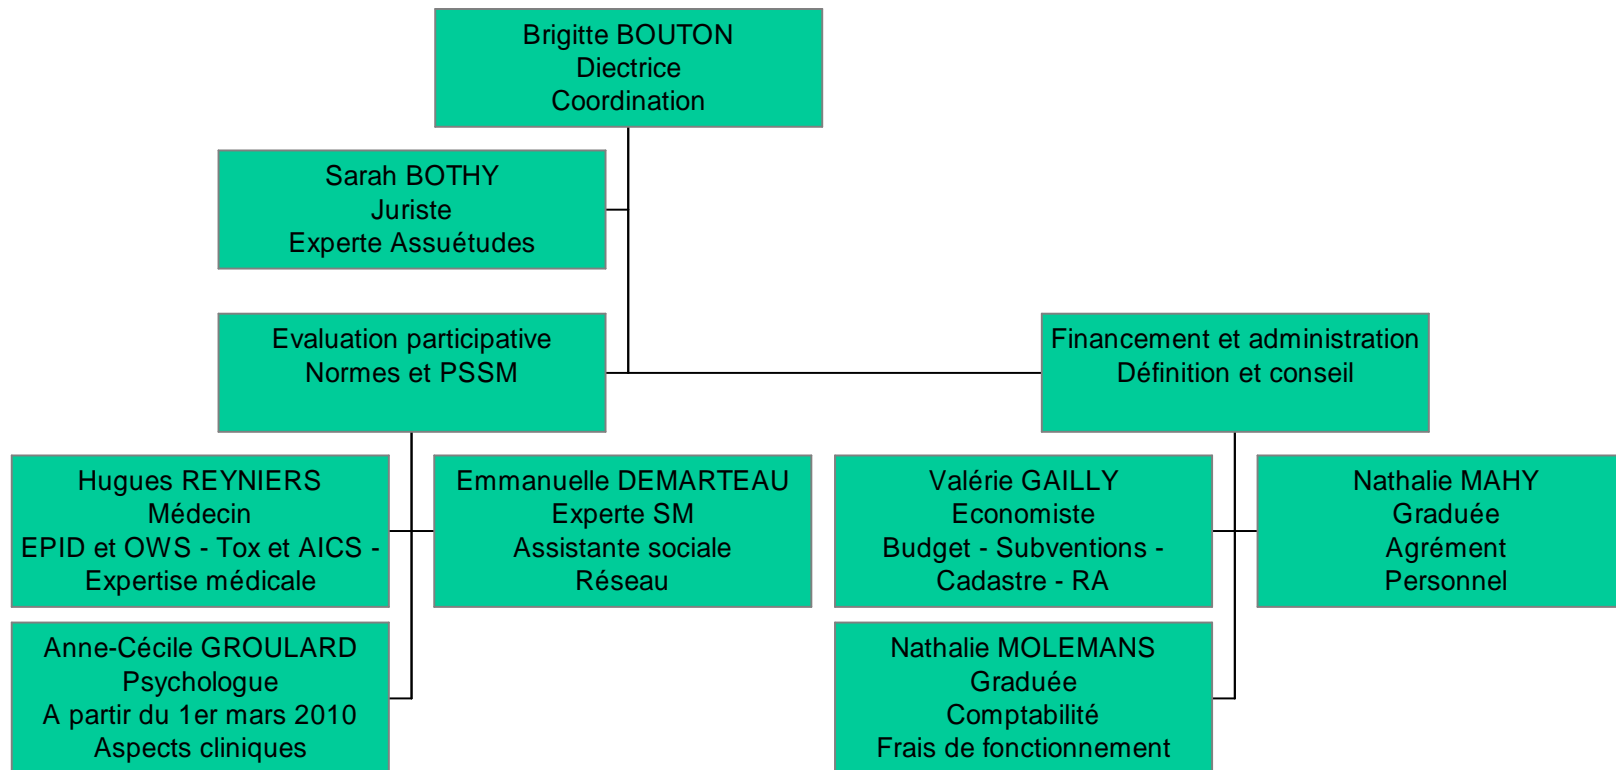 Brigitte BOUTON
Diectrice
Coordination
Sarah BOTHY
Juriste
Experte Assuétudes
Evaluation participative
Normes et PSSM
Financement et administration
Définition et conseil
Hugues REYNIERS
Médecin
EPID et OWS - Tox et AICS -
Expertise médicale
Emmanuelle DEMARTEAU
Experte SM
Assistante sociale
Réseau
Valérie GAILLY
Economiste
Budget - Subventions -
Cadastre - RA
Nathalie MAHY
Graduée
Agrément
Personnel
Anne-Cécile GROULARD
Psychologue
A partir du 1er mars 2010
Aspects cliniques
Nathalie MOLEMANS
Graduée
Comptabilité
Frais de fonctionnement